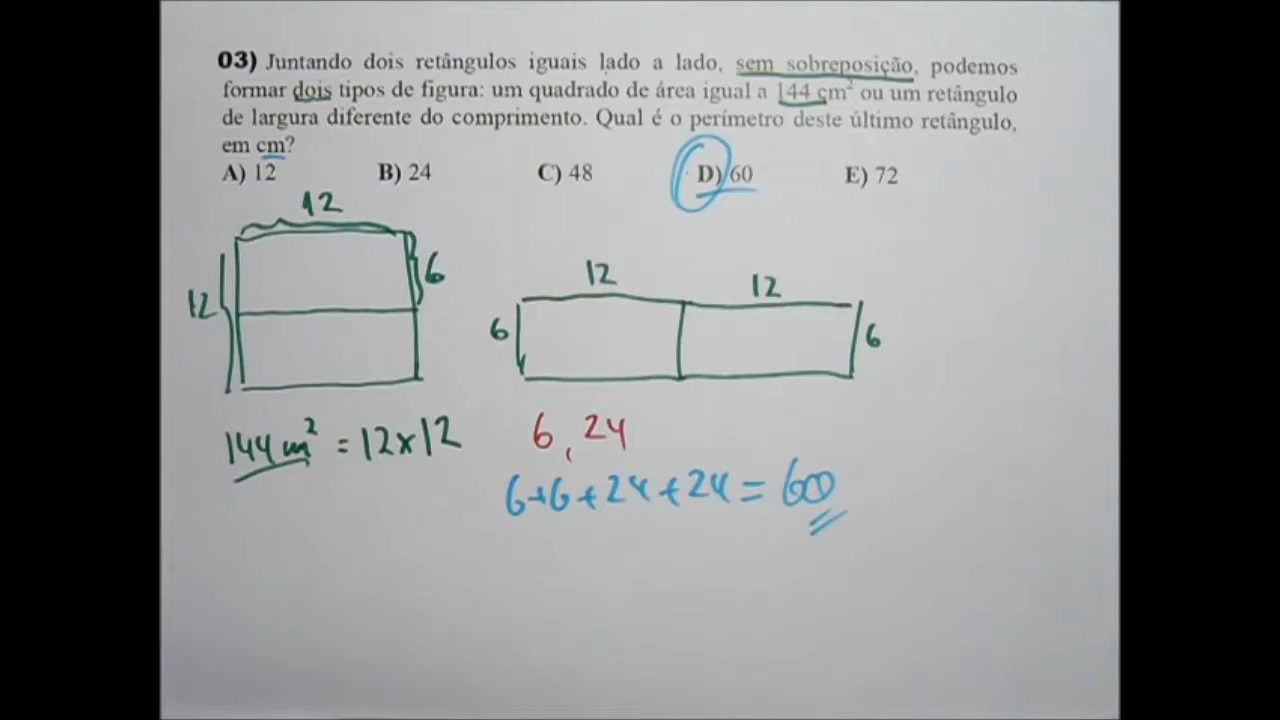 03) Juntando dois retângulos iguais lado a lado, sem sobreposição, podemos
formar dois tipos de figura: um quadrado de área igual a 144 cm² ou um retângulo
de largura diferente do comprimento. Qual é o perímetro deste último retângulo,
em cm?
A) 12 B) 24 C) 48 D) 60 E) 72
12
12
6
12
12
6
6
144 m² = 12x12
6, 24
6+6+24+24 = 60